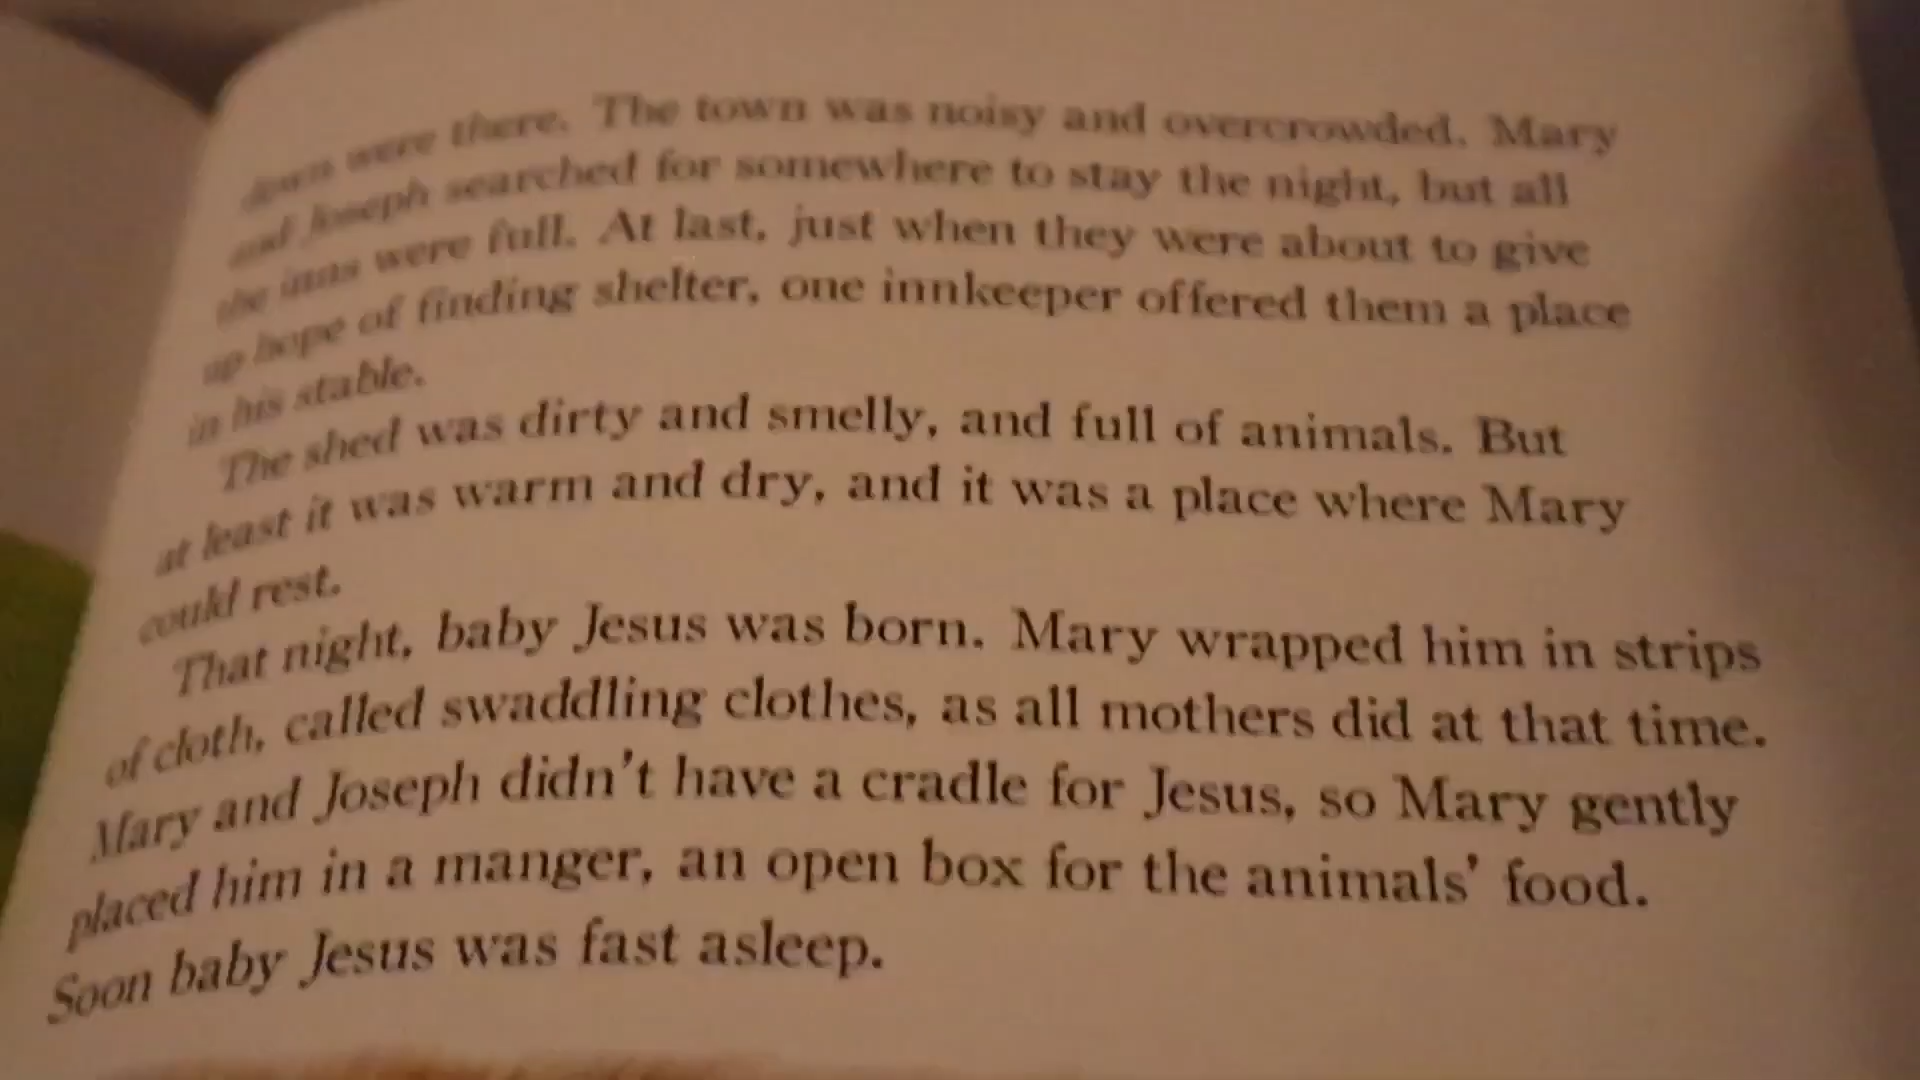 down were there. The town was noisy and overcrowded. Mary
and Joseph searched for somewhere to stay the night, but all
the inns were full. At last, just when they were about to give
up hope of finding shelter, one innkeeper offered them a place
in his stable.
The shed was dirty and smelly, and full of animals. But
at least it was warm and dry, and it was a place where Mary
could rest.
That night, baby Jesus was born. Mary wrapped him in strips
of cloth, called swaddling clothes, as all mothers did at that time.
Mary and Joseph didn't have a cradle for Jesus, so Mary gently
placed him in a manger, an open box for the animals' food.
Soon baby Jesus was fast asleep.